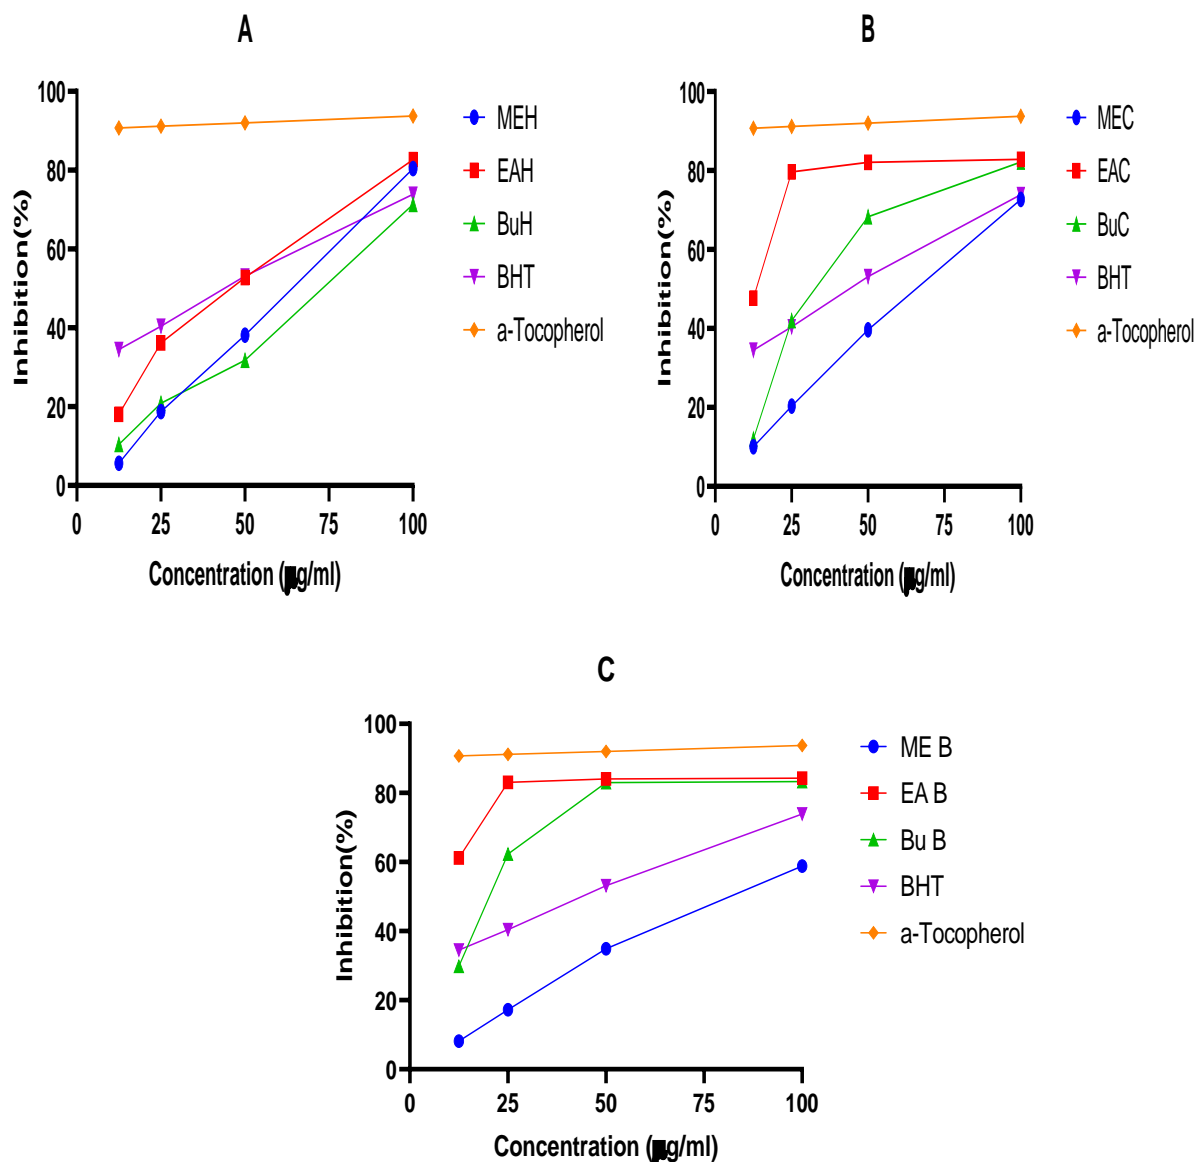 A
100
80
60
40
20
0
Inhibition(%)
0 25 50 75 100
Concentration (µg/ml)
MEH
EAH
BuH
BHT
a-Tocopherol
B
100
80
60
40
20
0
Inhibition(%)
0 25 50 75 100
Concentration (µg/ml)
MEC
EAC
BuC
BHT
a-Tocopherol
C
100
80
60
40
20
0
Inhibition(%)
0 25 50 75 100
Concentration (µg/ml)
ME B
EA B
Bu B
BHT
a-Tocopherol